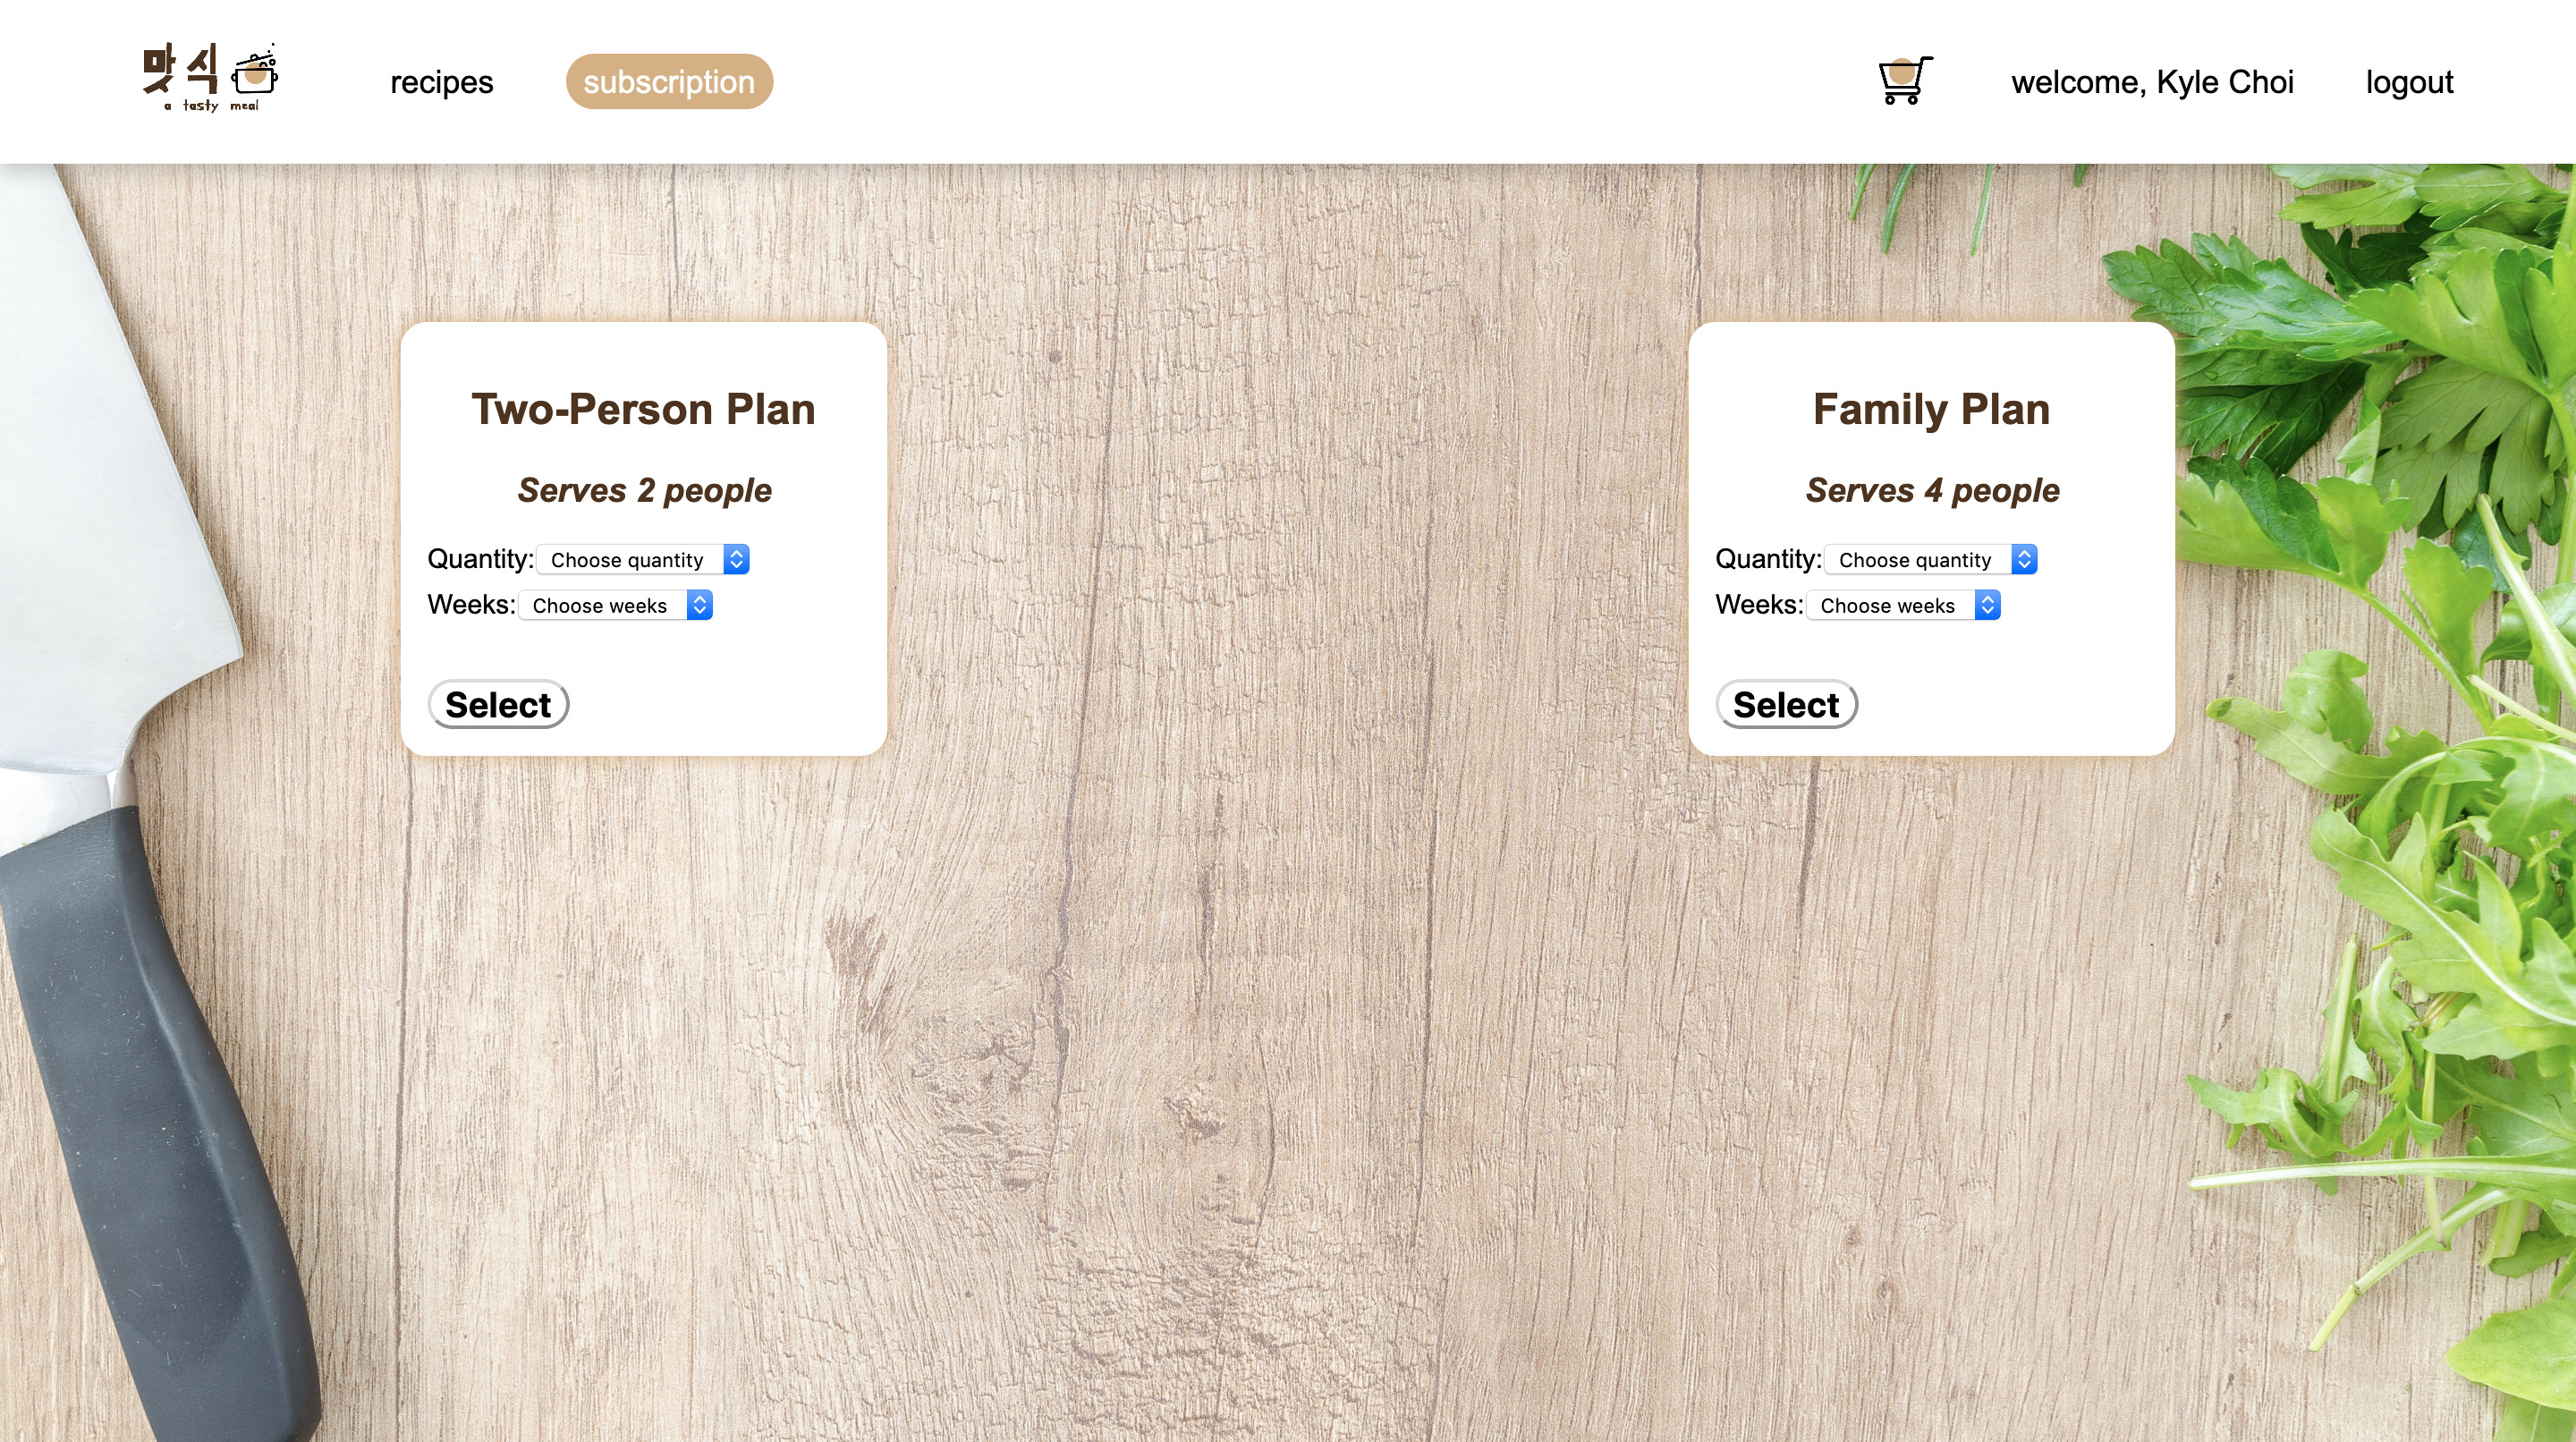 맛식
a tasty meal
recipes
subscription
welcome, Kyle Choi
logout
Two-Person Plan
Serves 2 people
Quantity: Choose quantity
Weeks: Choose weeks
Select
Family Plan
Serves 4 people
Quantity: Choose quantity
Weeks: Choose weeks
Select